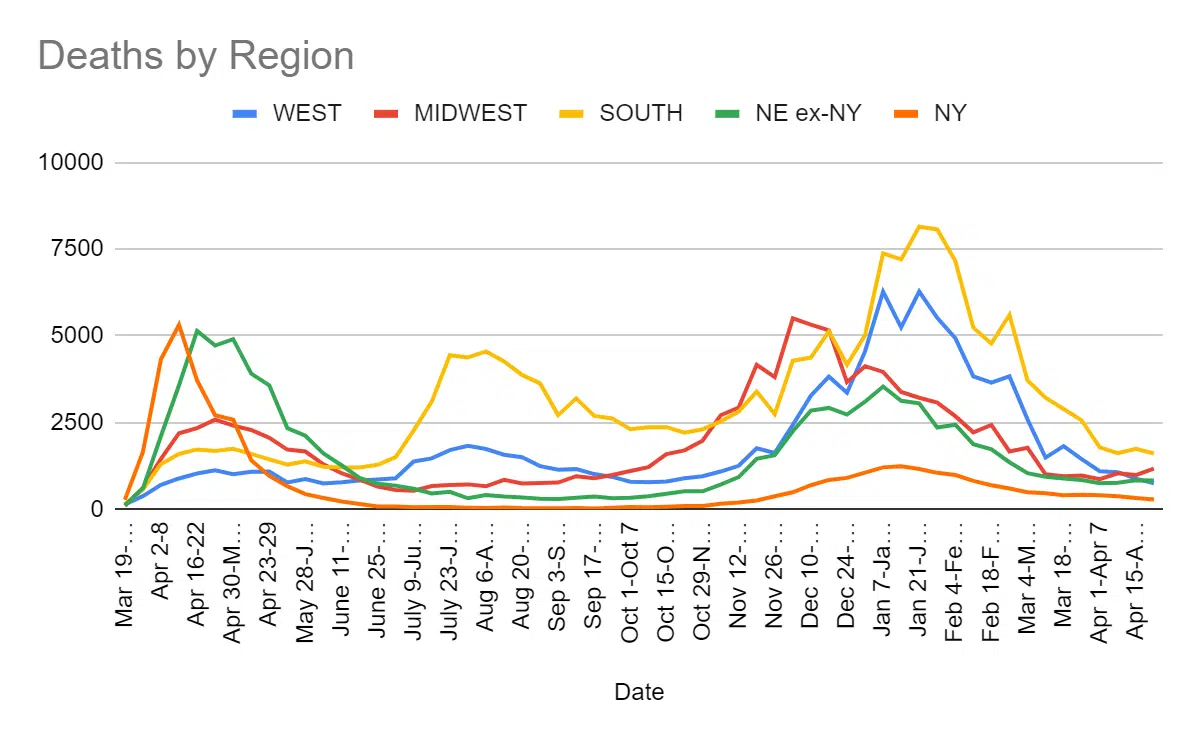 Deaths by Region
WEST MIDWEST SOUTH NE ex-NY NY
10000
7500
5000
2500
0
Mar 19-…
Apr 2-8
Apr 16-22
Apr 30-M…
Apr 23-29
May 28-J…
June 11-…
June 25-…
July 9-Ju…
July 23-J…
Aug 6-A…
Aug 20-…
Sep 3-S…
Sep 17-…
Oct 1-Oct 7
Oct 15-O…
Oct 29-N…
Nov 12-…
Nov 26-…
Dec 10-…
Dec 24-…
Jan 7-Ja…
Jan 21-J…
Feb 4-Fe…
Feb 18-F…
Mar 4-M…
Mar 18-…
Apr 1-Apr 7
Apr 15-A…
Date